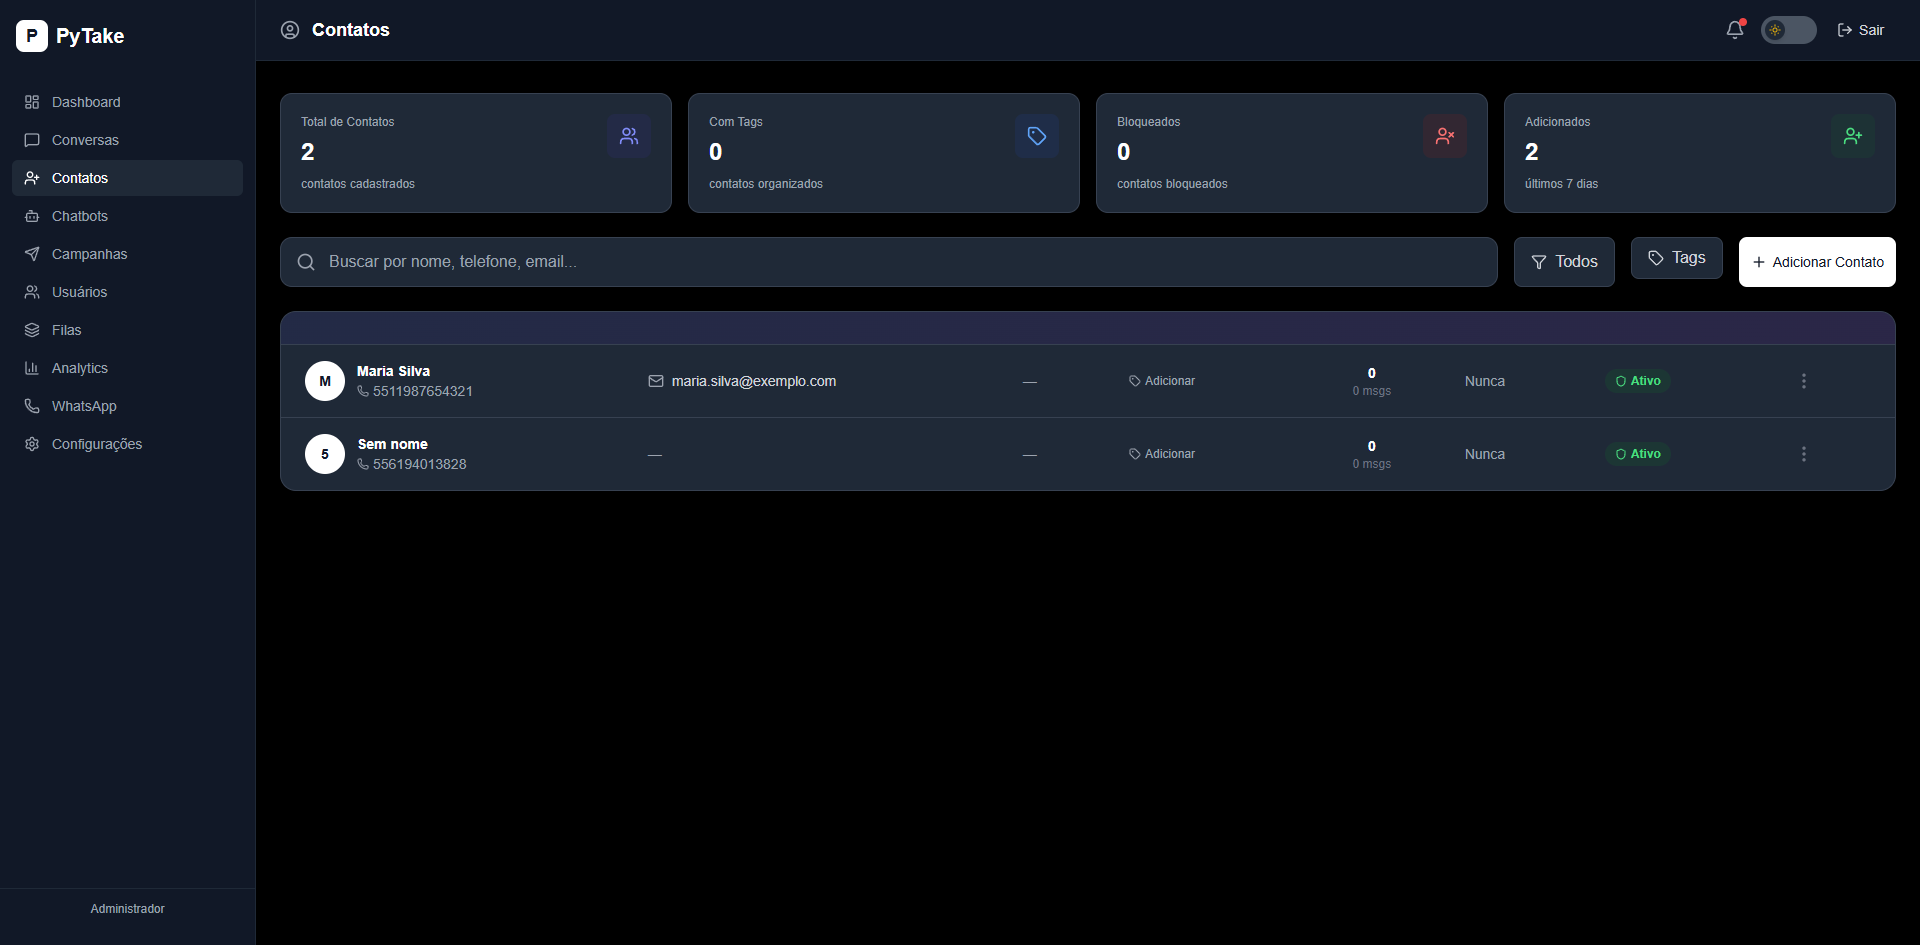 P PyTake
Contatos
Sair
Dashboard
Conversas
Contatos
Chatbots
Campanhas
Usuários
Filas
Analytics
WhatsApp
Configurações
Administrador
Total de Contatos
2
contatos cadastrados
Com Tags
0
contatos organizados
Bloqueados
0
contatos bloqueados
Adicionados
2
últimos 7 dias
Buscar por nome, telefone, email...
Todos
Tags
Adicionar Contato
M
Maria Silva
5511987654321
maria.silva@exemplo.com
—
Adicionar
0
0 msgs
Nunca
Ativo
5
Sem nome
556194013828
—
—
Adicionar
0
0 msgs
Nunca
Ativo